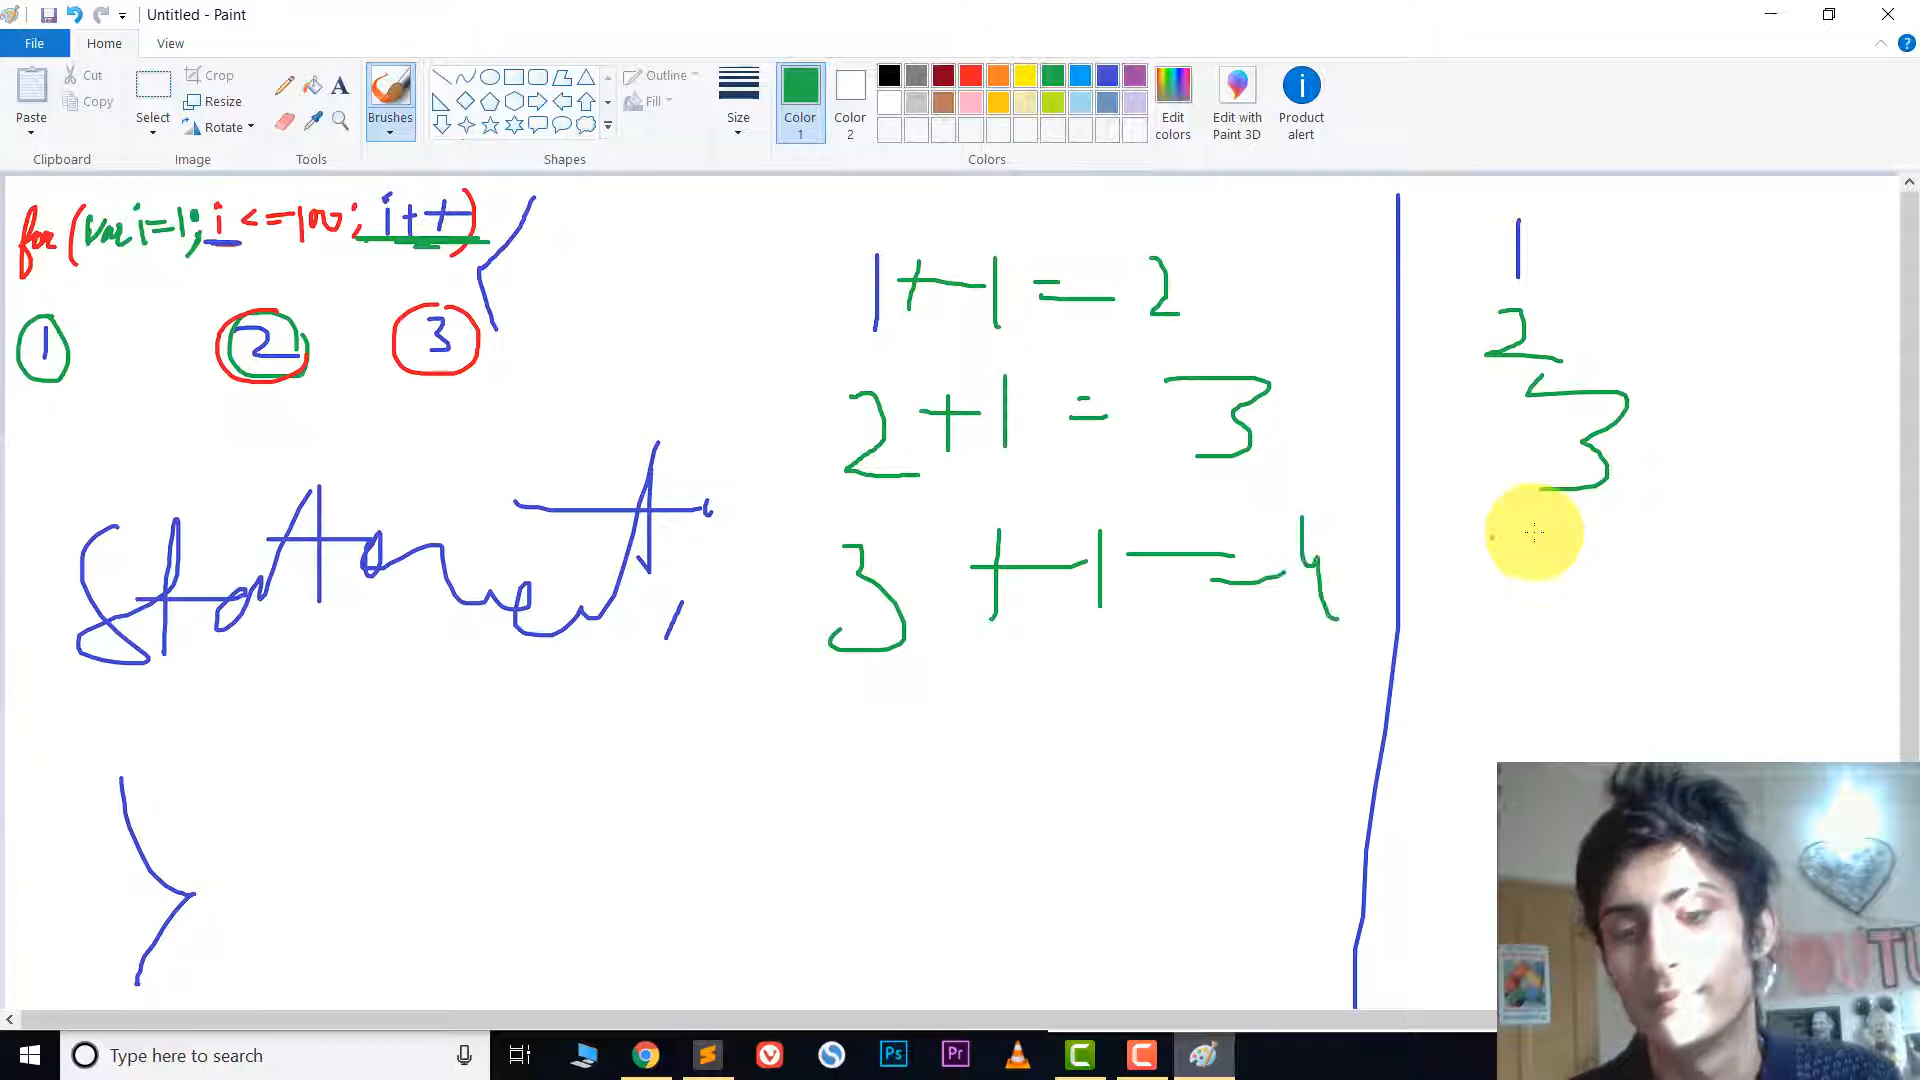 Untitled - Paint
File Home View
Cut
Copy
Paste
Clipboard
Crop
Resize
Rotate
Select
Image
Tools
Brushes
Shapes
Outline
Fill
Size
Color 1
Color 2
Edit colors
Edit with Paint 3D
Product alert
Colors
for (var i=1; i <=100; i++) {
1 2 3
Statement;
}
1+1=2
2+1=3
3+1=4
1
2
3
YOUTU
Type here to search
Ps
Pr